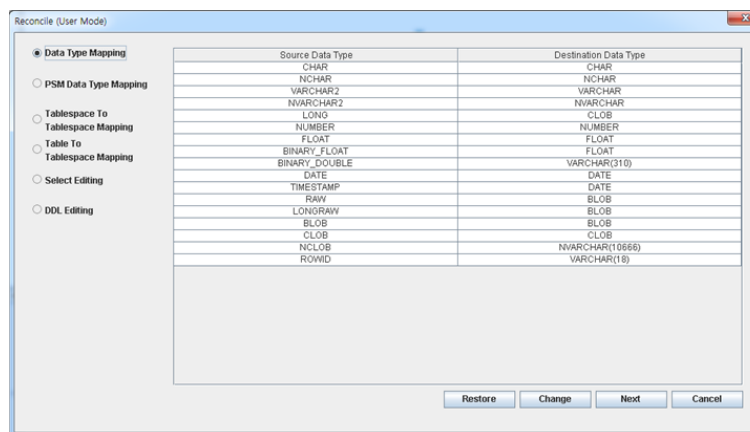 Reconcile (User Mode)
Data Type Mapping
PSM Data Type Mapping
Tablespace To
Tablespace Mapping
Table To
Tablespace Mapping
Select Editing
DDL Editing
Source Data Type Destination Data Type
CHAR CHAR
NCHAR NCHAR
VARCHAR2 VARCHAR
NVARCHAR2 NVARCHAR
LONG CLOB
NUMBER NUMBER
FLOAT FLOAT
BINARY_FLOAT FLOAT
BINARY_DOUBLE VARCHAR(310)
DATE DATE
TIMESTAMP DATE
RAW BLOB
LONGRAW BLOB
BLOB BLOB
CLOB CLOB
NCLOB NVARCHAR(10666)
ROWID VARCHAR(18)
Restore Change Next Cancel